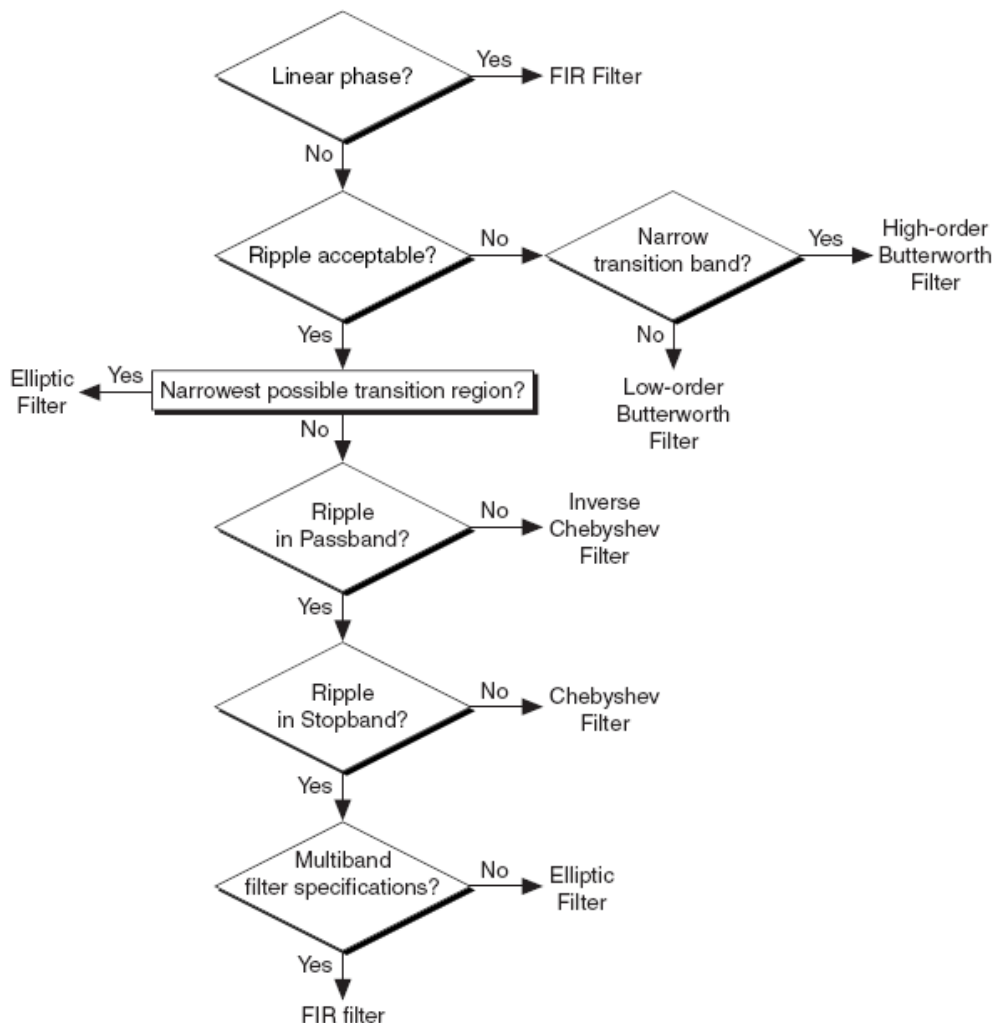 Linear phase?
Yes
FIR Filter
No
Ripple acceptable?
No
Narrow
transition band?
Yes
High-order
Butterworth
Filter
Yes
No
Low-order
Butterworth
Filter
Elliptic
Filter
Yes
Narrowest possible transition region?
No
Ripple
in Passband?
No
Inverse
Chebyshev
Filter
Yes
Ripple
in Stopband?
No
Chebyshev
Filter
Yes
Multiband
filter specifications?
No
Elliptic
Filter
Yes
FIR filter